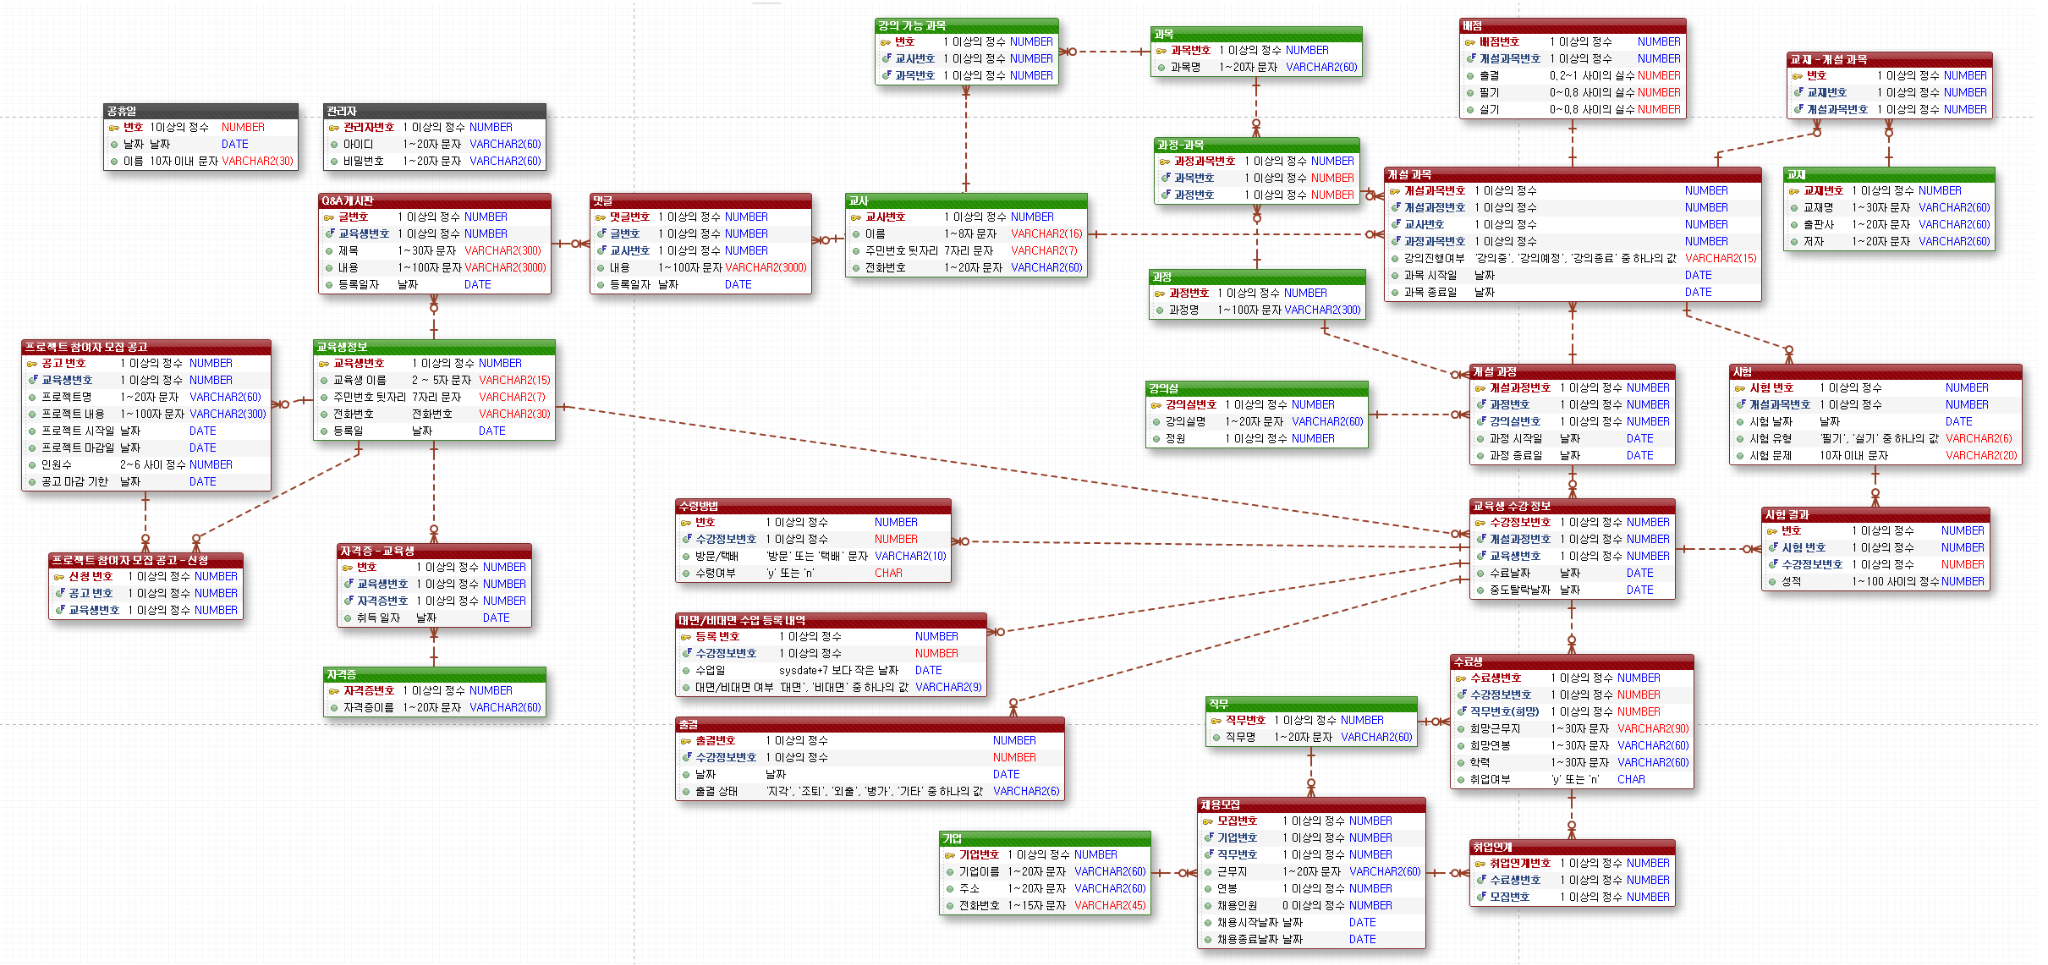 강의 가능 과목
번호 1 이상의 정수 NUMBER
교사번호 1 이상의 정수 NUMBER
과목번호 1 이상의 정수 NUMBER
과목
과목번호 1 이상의 정수 NUMBER
과목명 1~20자 문자 VARCHAR2(60)
배점
배점번호 1 이상의 정수 NUMBER
개설과목번호 1 이상의 정수 NUMBER
출결 0.2~1 사이의 실수 NUMBER
필기 0~0.8 사이의 실수 NUMBER
실기 0~0.8 사이의 실수 NUMBER
교재 - 개설 과목
번호 1 이상의 정수 NUMBER
교재번호 1 이상의 정수 NUMBER
개설과목번호 1 이상의 정수 NUMBER
공휴일
번호 1이상의 정수 NUMBER
날짜 날짜 DATE
이름 10자 이내 문자 VARCHAR2(30)
관리자
관리자번호 1 이상의 정수 NUMBER
아이디 1~20자 문자 VARCHAR2(60)
비밀번호 1~20자 문자 VARCHAR2(60)
과정-과목
과정과목번호 1 이상의 정수 NUMBER
과목번호 1 이상의 정수 NUMBER
과정번호 1 이상의 정수 NUMBER
개설 과목
개설과목번호 1 이상의 정수 NUMBER
개설과정번호 1 이상의 정수 NUMBER
교사번호 1 이상의 정수 NUMBER
과정과목번호 1 이상의 정수 NUMBER
강의진행여부 '강의중', '강의예정', '강의종료' 중 하나의 값 VARCHAR2(15)
과목 시작일 날짜 DATE
과목 종료일 날짜 DATE
교재
교재번호 1 이상의 정수 NUMBER
교재명 1~30자 문자 VARCHAR2(60)
출판사 1~20자 문자 VARCHAR2(60)
저자 1~20자 문자 VARCHAR2(60)
Q&A게시판
글번호 1 이상의 정수 NUMBER
교육생번호 1 이상의 정수 NUMBER
제목 1~30자 문자 VARCHAR2(300)
내용 1~100자 문자 VARCHAR2(3000)
등록일자 날짜 DATE
댓글
댓글번호 1 이상의 정수 NUMBER
글번호 1 이상의 정수 NUMBER
교사번호 1 이상의 정수 NUMBER
내용 1~100자 문자 VARCHAR2(3000)
등록일자 날짜 DATE
교사
교사번호 1 이상의 정수 NUMBER
이름 1~8자 문자 VARCHAR2(16)
주민번호 뒷자리 7자리 문자 VARCHAR2(7)
전화번호 1~20자 문자 VARCHAR2(60)
과정
과정번호 1 이상의 정수 NUMBER
과정명 1~100자 문자 VARCHAR2(300)
프로젝트 참여자 모집 공고
공고 번호 1 이상의 정수 NUMBER
교육생번호 1 이상의 정수 NUMBER
프로젝트명 1~20자 문자 VARCHAR2(60)
프로젝트 내용 1~100자 문자 VARCHAR2(300)
프로젝트 시작일 날짜 DATE
프로젝트 마감일 날짜 DATE
인원수 2~6 사이 정수 NUMBER
공고 마감 기한 날짜 DATE
교육생정보
교육생번호 1 이상의 정수 NUMBER
교육생 이름 2 ~ 5자 문자 VARCHAR2(15)
주민번호 뒷자리 7자리 문자 VARCHAR2(7)
전화번호 전화번호 VARCHAR2(30)
등록일 날짜 DATE
강의실
강의실번호 1 이상의 정수 NUMBER
강의실명 1~20자 문자 VARCHAR2(60)
정원 1 이상의 정수 NUMBER
개설 과정
개설과정번호 1 이상의 정수 NUMBER
과정번호 1 이상의 정수 NUMBER
강의실번호 1 이상의 정수 NUMBER
과정 시작일 날짜 DATE
과정 종료일 날짜 DATE
시험
시험 번호 1 이상의 정수 NUMBER
개설과목번호 1 이상의 정수 NUMBER
시험 날짜 날짜 DATE
시험 유형 '필기', '실기' 중 하나의 값 VARCHAR2(6)
시험 문제 10자 이내 문자 VARCHAR2(20)
수령방법
번호 1 이상의 정수 NUMBER
수강정보번호 1 이상의 정수 NUMBER
방문/택배 '방문' 또는 '택배' 문자 VARCHAR2(10)
수령여부 'y' 또는 'n' CHAR
교육생 수강 정보
수강정보번호 1 이상의 정수 NUMBER
개설과정번호 1 이상의 정수 NUMBER
교육생번호 1 이상의 정수 NUMBER
수료날짜 날짜 DATE
중도탈락날짜 날짜 DATE
시험 결과
번호 1 이상의 정수 NUMBER
시험 번호 1 이상의 정수 NUMBER
수강정보번호 1 이상의 정수 NUMBER
성적 1~100 사이의 정수 NUMBER
프로젝트 참여자 모집 공고 - 신청
신청 번호 1 이상의 정수 NUMBER
공고 번호 1 이상의 정수 NUMBER
교육생번호 1 이상의 정수 NUMBER
자격증 - 교육생
번호 1 이상의 정수 NUMBER
교육생번호 1 이상의 정수 NUMBER
자격증번호 1 이상의 정수 NUMBER
취득 일자 날짜 DATE
자격증
자격증번호 1 이상의 정수 NUMBER
자격증이름 1~20자 문자 VARCHAR2(60)
대면/비대면 수업 등록 내역
등록 번호 1 이상의 정수 NUMBER
수강정보번호 1 이상의 정수 NUMBER
수업일 sysdate+7 보다 작은 날짜 DATE
대면/비대면 여부 '대면', '비대면' 중 하나의 값 VARCHAR2(9)
출결
출결번호 1 이상의 정수 NUMBER
수강정보번호 1 이상의 정수 NUMBER
날짜 날짜 DATE
출결 상태 '지각', '조퇴', '외출', '병가', '기타' 중 하나의 값 VARCHAR2(6)
수료생
수료생번호 1 이상의 정수 NUMBER
수강정보번호 1 이상의 정수 NUMBER
직무번호(희망) 1 이상의 정수 NUMBER
희망근무지 1~30자 문자 VARCHAR2(90)
희망연봉 1~30자 문자 VARCHAR2(60)
학력 1~30자 문자 VARCHAR2(60)
취업여부 'y' 또는 'n' CHAR
직무
직무번호 1 이상의 정수 NUMBER
직무명 1~20자 문자 VARCHAR2(60)
채용모집
모집번호 1 이상의 정수 NUMBER
기업번호 1 이상의 정수 NUMBER
직무번호 1 이상의 정수 NUMBER
근무지 1~20자 문자 VARCHAR2(60)
연봉 1 이상의 정수 NUMBER
채용인원 0 이상의 정수 NUMBER
채용시작날짜 날짜 DATE
채용종료날짜 날짜 DATE
기업
기업번호 1 이상의 정수 NUMBER
기업이름 1~20자 문자 VARCHAR2(60)
주소 1~20자 문자 VARCHAR2(60)
전화번호 1~15자 문자 VARCHAR2(45)
취업연계
취업연계번호 1 이상의 정수 NUMBER
수료생번호 1 이상의 정수 NUMBER
모집번호 1 이상의 정수 NUMBER